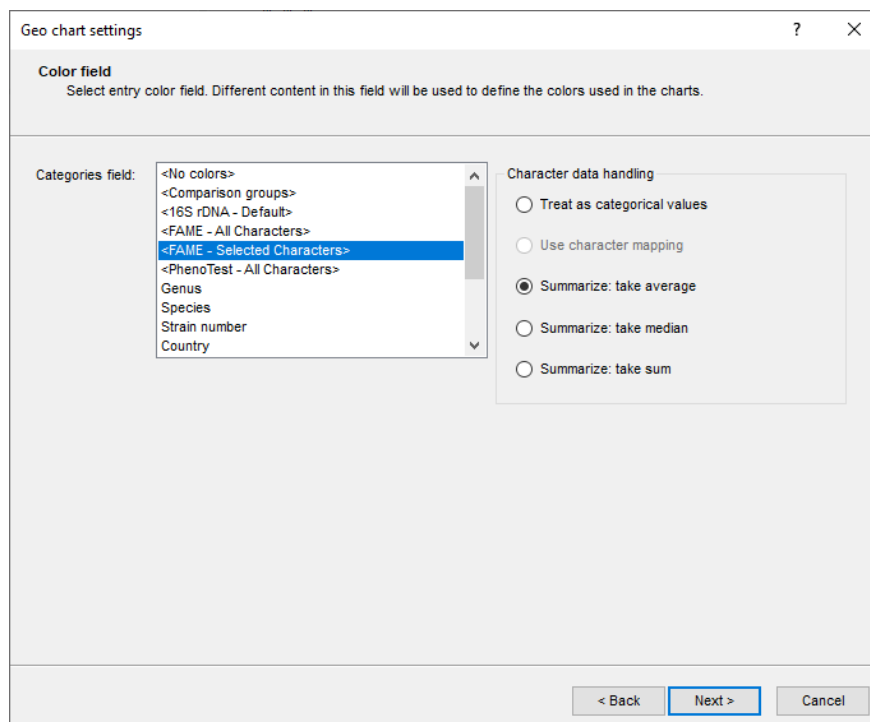 Geo chart settings
?
Color field
Select entry color field. Different content in this field will be used to define the colors used in the charts.
Categories field:
<No colors>
<Comparison groups>
<16S rDNA - Default>
<FAME - All Characters>
<FAME - Selected Characters>
<PhenoTest - All Characters>
Genus
Species
Strain number
Country
Character data handling
Treat as categorical values
Use character mapping
Summarize: take average
Summarize: take median
Summarize: take sum
< Back
Next >
Cancel